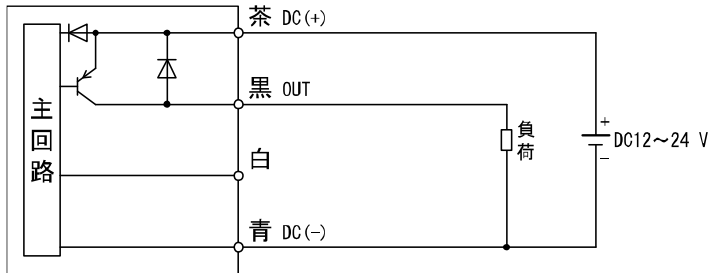 茶 DC(+)
黒 OUT
主回路
白
負荷
+
DC12～24 V
−
青 DC(−)